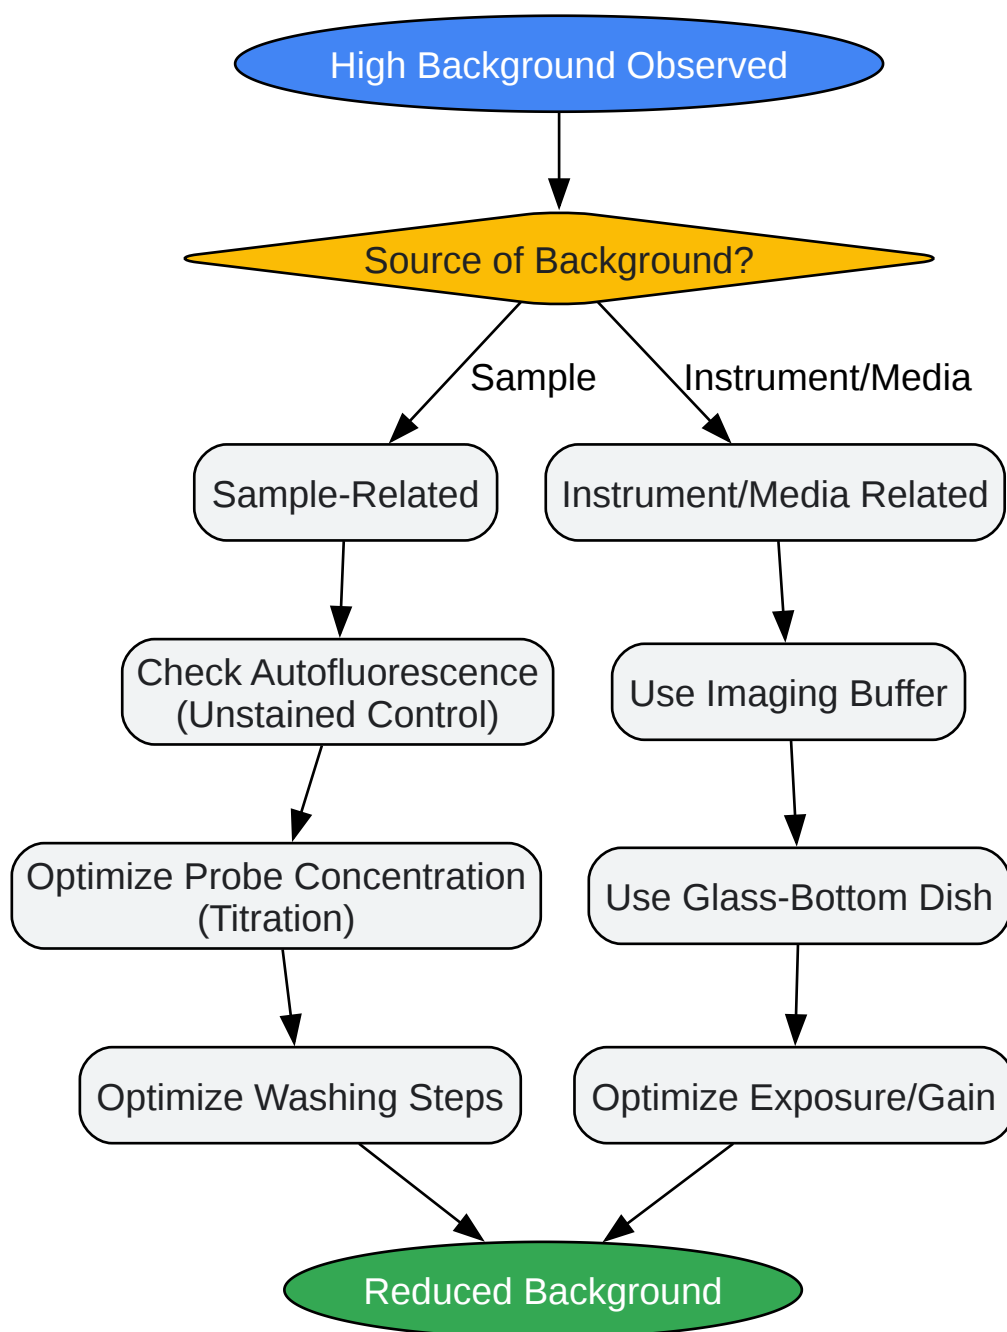 High Background Observed
Source of Background?
Sample
Instrument/Media
Sample-Related
Instrument/Media Related
Check Autofluorescence
(Unstained Control)
Use Imaging Buffer
Optimize Probe Concentration
(Titration)
Use Glass-Bottom Dish
Optimize Washing Steps
Optimize Exposure/Gain
Reduced Background